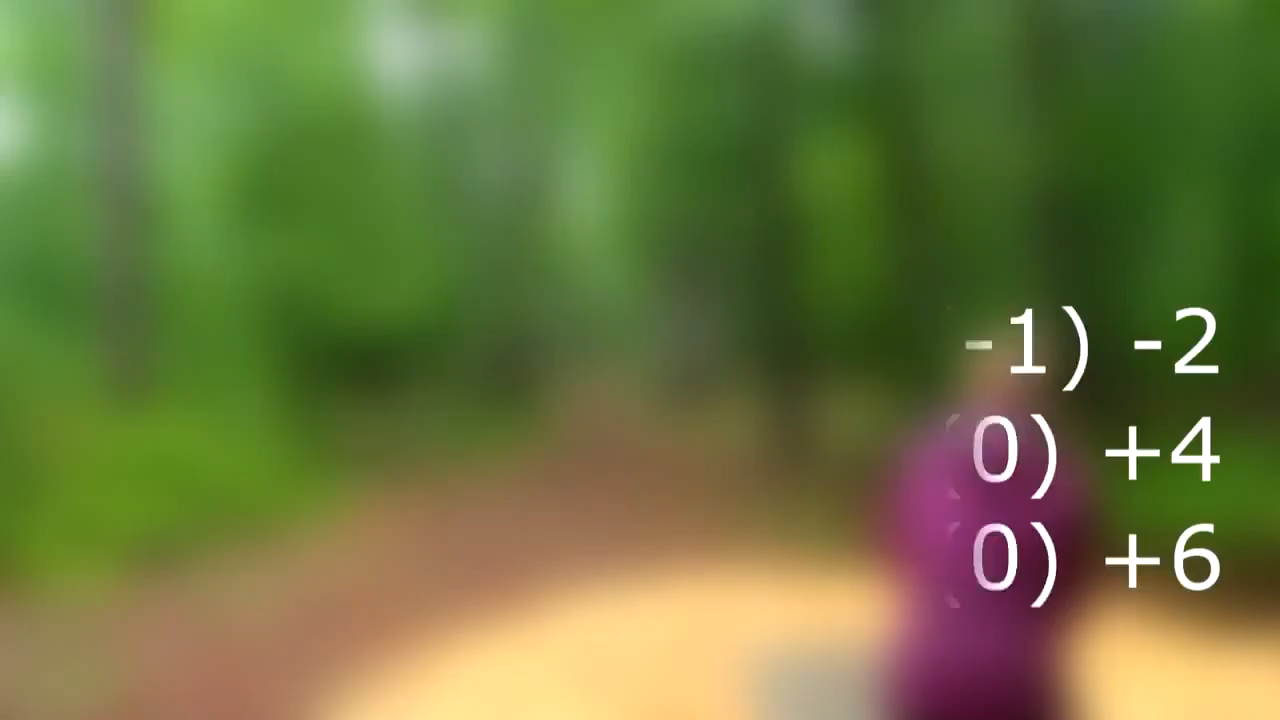 -1) -2
(0) +4
(0) +6